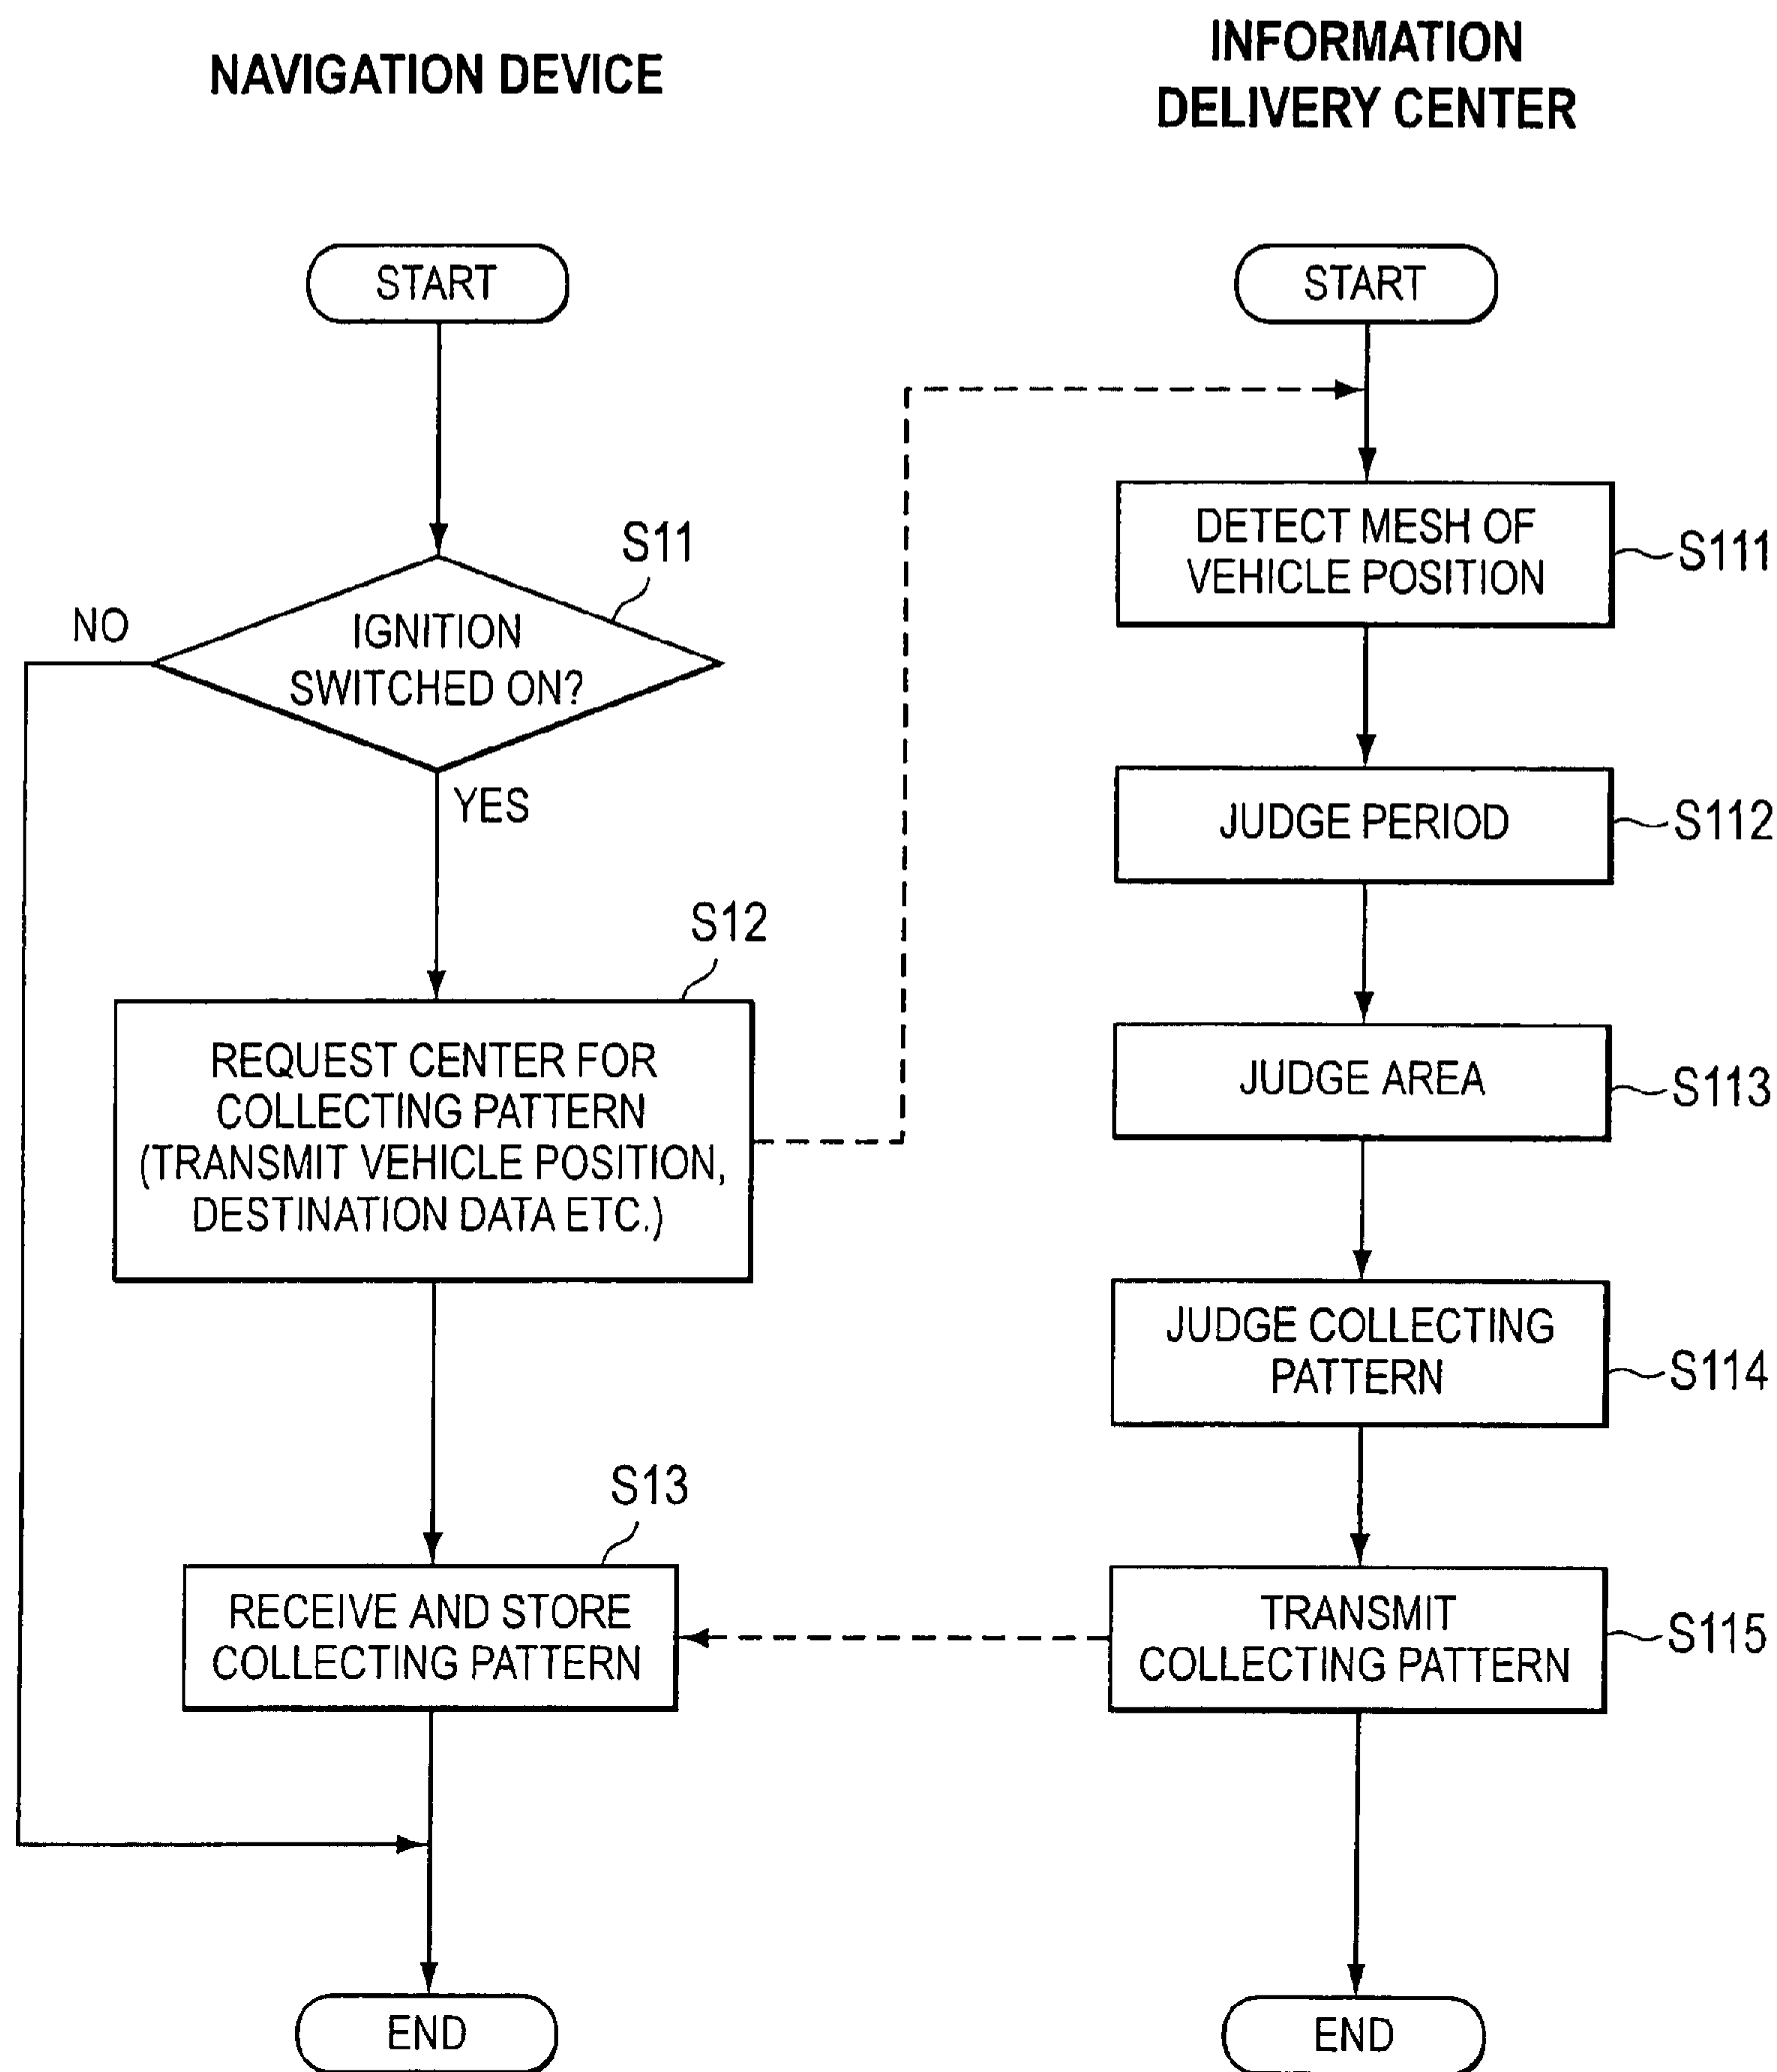 NAVIGATION DEVICE
START
S11
IGNITION
SWITCHED ON?
NO
YES
S12
REQUEST CENTER FOR
COLLECTING PATTERN
(TRANSMIT VEHICLE POSITION,
DESTINATION DATA ETC.)
S13
RECEIVE AND STORE
COLLECTING PATTERN
END
INFORMATION
DELIVERY CENTER
START
DETECT MESH OF
VEHICLE POSITION
S111
JUDGE PERIOD
S112
JUDGE AREA
S113
JUDGE COLLECTING
PATTERN
S114
TRANSMIT
COLLECTING PATTERN
S115
END